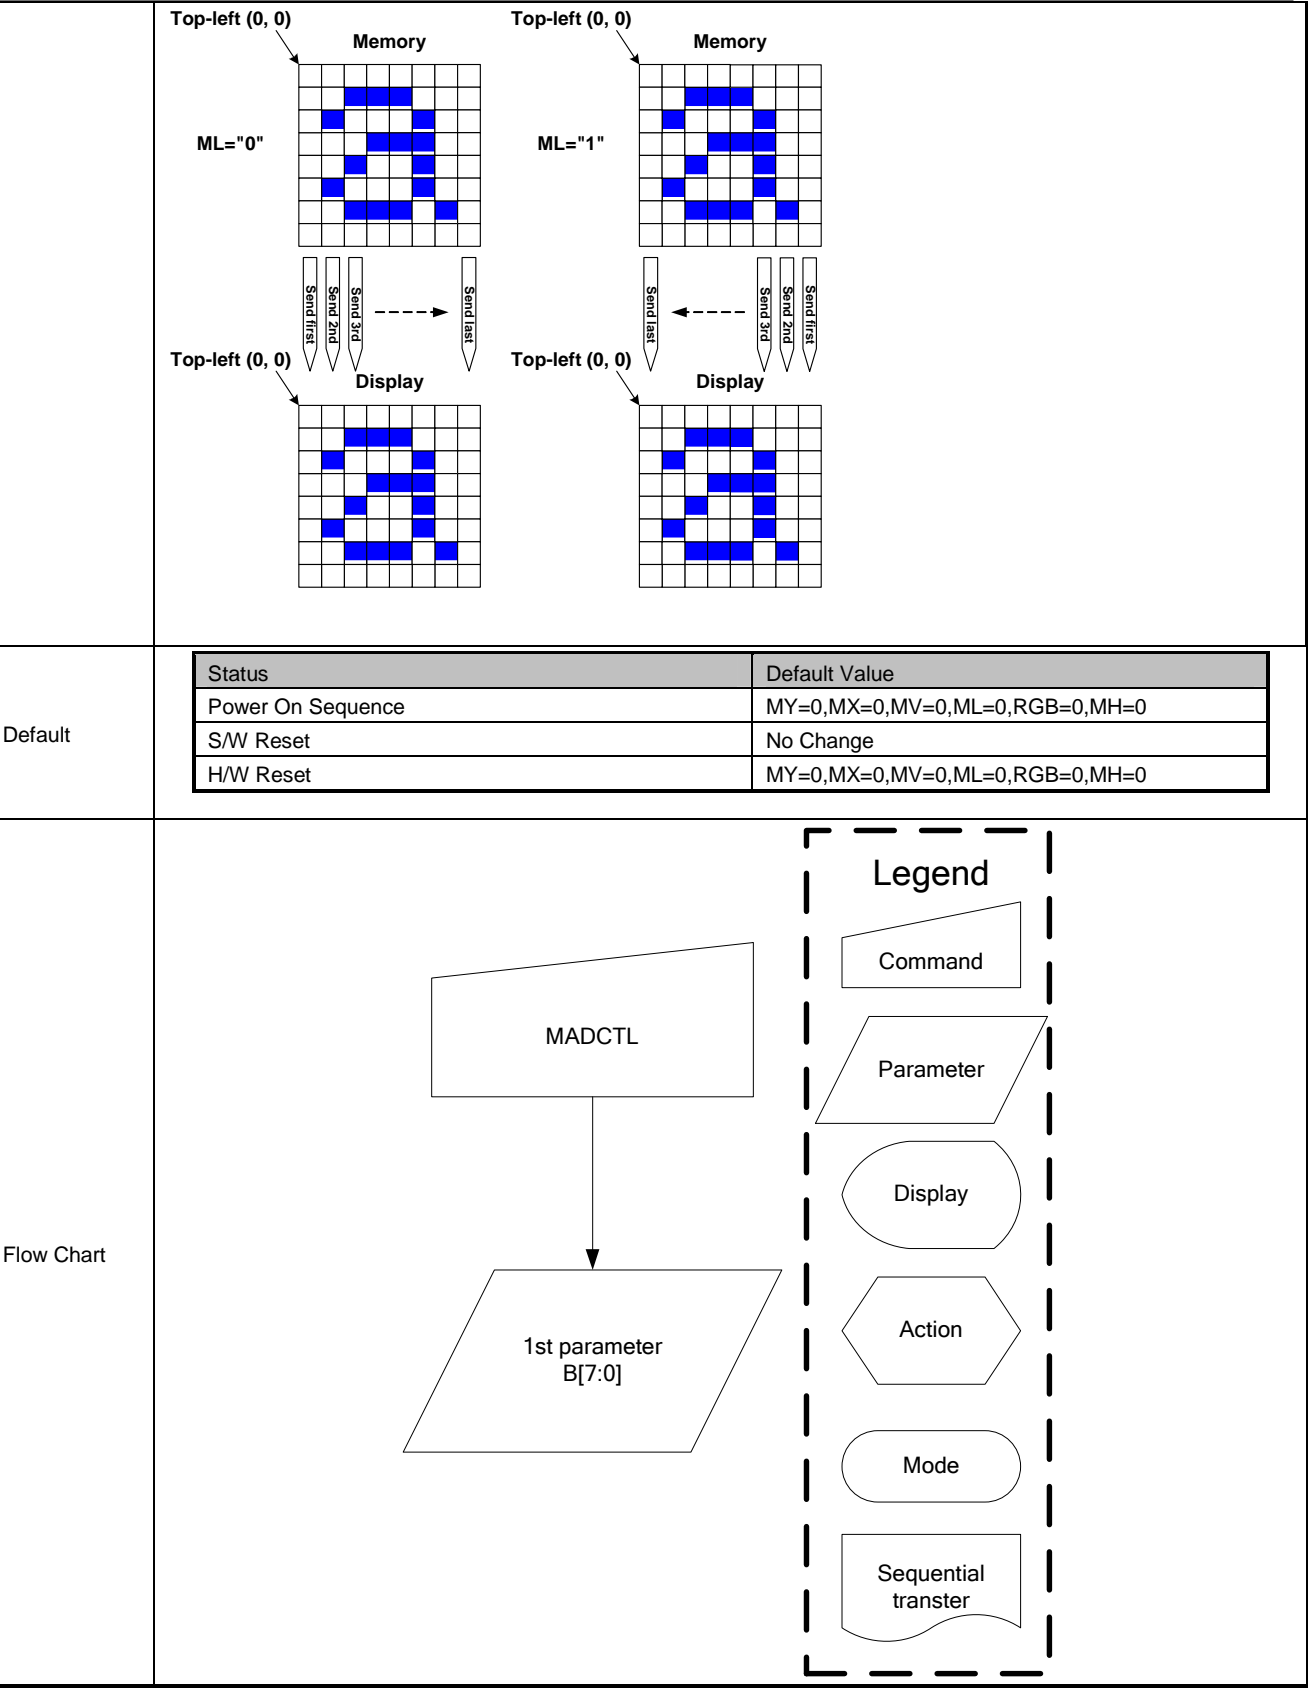 Top-left (0, 0)
Memory
ML="0"
Send first
Send 2nd
Send 3rd
Send last
Top-left (0, 0)
Display
Top-left (0, 0)
Memory
ML="1"
Send last
Send 3rd
Send 2nd
Send first
Top-left (0, 0)
Display
Default
Status Default Value
Power On Sequence MY=0,MX=0,MV=0,ML=0,RGB=0,MH=0
S/W Reset No Change
H/W Reset MY=0,MX=0,MV=0,ML=0,RGB=0,MH=0
Flow Chart
MADCTL
1st parameter
B[7:0]
Legend
Command
Parameter
Display
Action
Mode
Sequential
transter